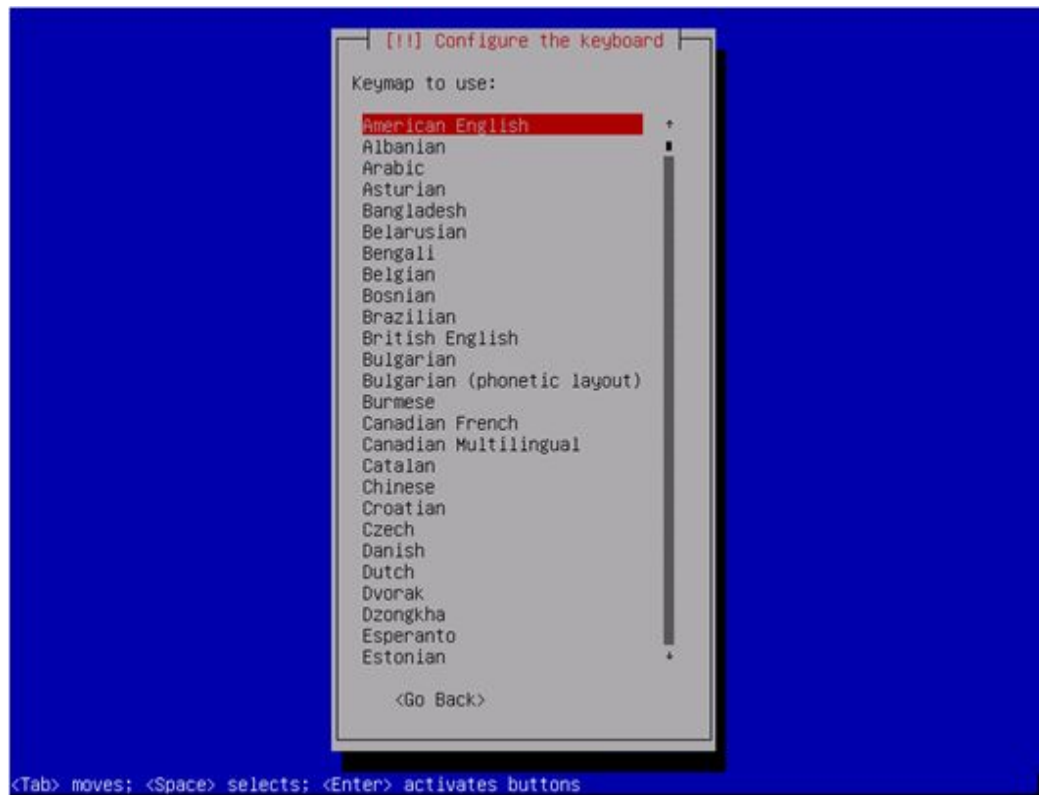 [!!] Configure the keyboard
Keymap to use:
American English
Albanian
Arabic
Asturian
Bangladesh
Belarusian
Bengali
Belgian
Bosnian
Brazilian
British English
Bulgarian
Bulgarian (phonetic layout)
Burmese
Canadian French
Canadian Multilingual
Catalan
Chinese
Croatian
Czech
Danish
Dutch
Dvorak
Dzongkha
Esperanto
Estonian
<Go Back>
<Tab> moves; <Space> selects; <Enter> activates buttons